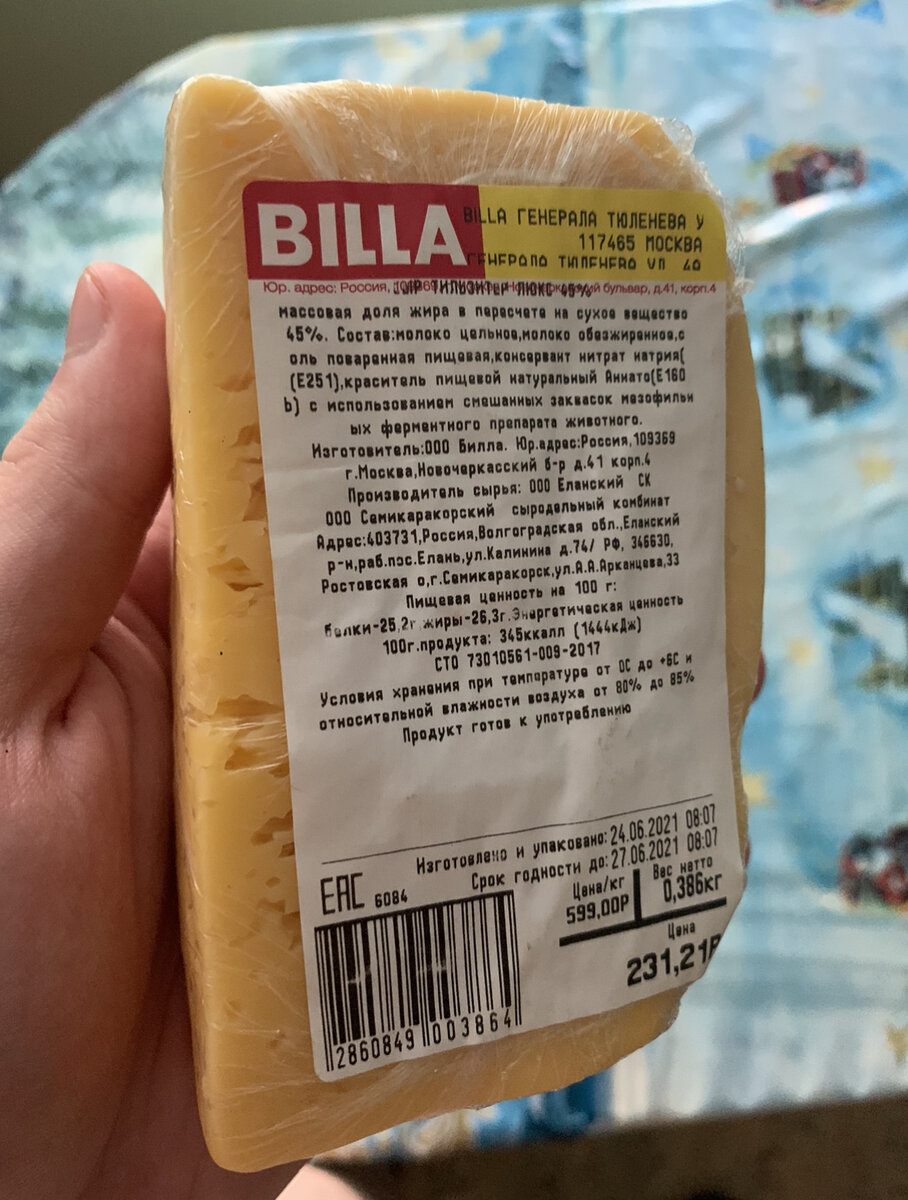 BILLA
BILLA ГЕНЕРАЛА ТЮЛЕНЕВА У
117465 МОСКВА
ГЕНЕРАЛА ТЮЛЕНЕВА УЛ
Юр. адрес: Россия, бульвар, д.41, корп.4
ТИЛЬЗИТЕР ЛЮКС 45%
массовая доля жира в пересчете на сухое вещество
45%. Состав:молоко цельное,молоко обезжиренное,с
оль поваренная пищевая,консервант нитрат натрия(
(Е251),краситель пищевой натуральный Аннато(Е160
b) с использованием смешанных заквасок мезофильн
ых ферментного препарата животного.
Изготовитель:ООО Билла. Юр.адрес:Россия,109369
г.Москва,Новочеркасский б-р д.41 корп.4
Производитель сырья: ООО Еланский СК
ООО Семикаракорский сыродельный комбинат
Адрес:403731,Россия,Волгоградская обл.,Еланский
р-н,раб.пос.Елань,ул.Калинина д.74/ РФ, 346630,
Ростовская о,г.Семикаракорск,ул.А.А.Арканцева,33
Пищевая ценность на 100 г:
белки-25,2г жиры-26,3г.Энергетическая ценность
100г.продукта: 345ккалл (1444кДж)
СТО 73010561-009-2017
Условия хранения при темпоратуре от 0С до +6С и
относительной влажности воздуха от 80% до 85%
Продукт готов к употреблению
Изготовлено и упаковано: 24.06.2021 08:07
Срок годности до: 27.06.2021 08:07
ЕАС 6084
Цена/кг Вес нетто
599,00Р 0,386кг
Цена
231,21Р
2860849 003864